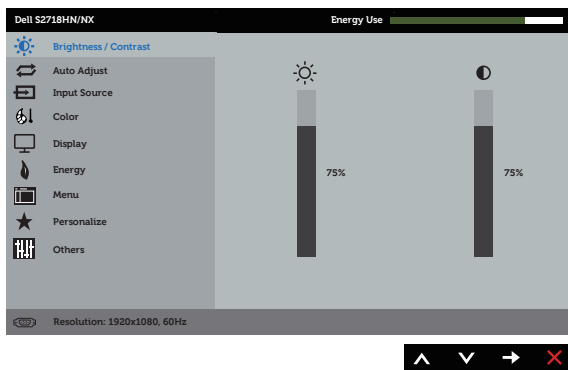 Dell S2718HN/NX
Energy Use
Brightness / Contrast
Auto Adjust
Input Source
Color
Display
Energy
Menu
Personalize
Others
75%
75%
Resolution: 1920x1080, 60Hz